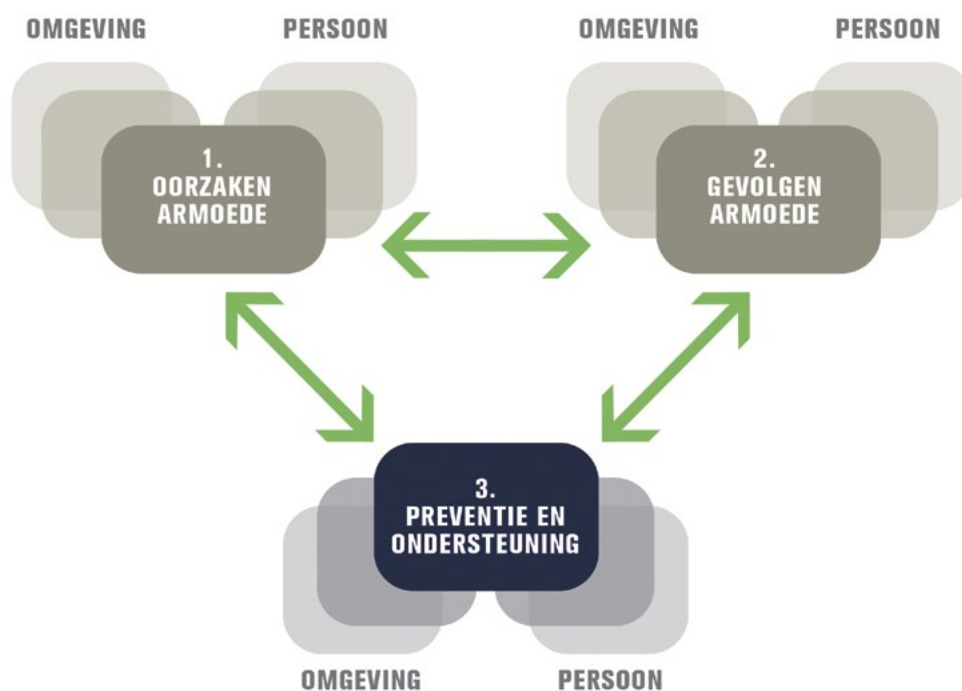 OMGEVING
PERSOON
OMGEVING
PERSOON
1.
OORZAKEN
ARMOEDE
2.
GEVOLGEN
ARMOEDE
3.
PREVENTIE EN
ONDERSTEUNING
OMGEVING
PERSOON